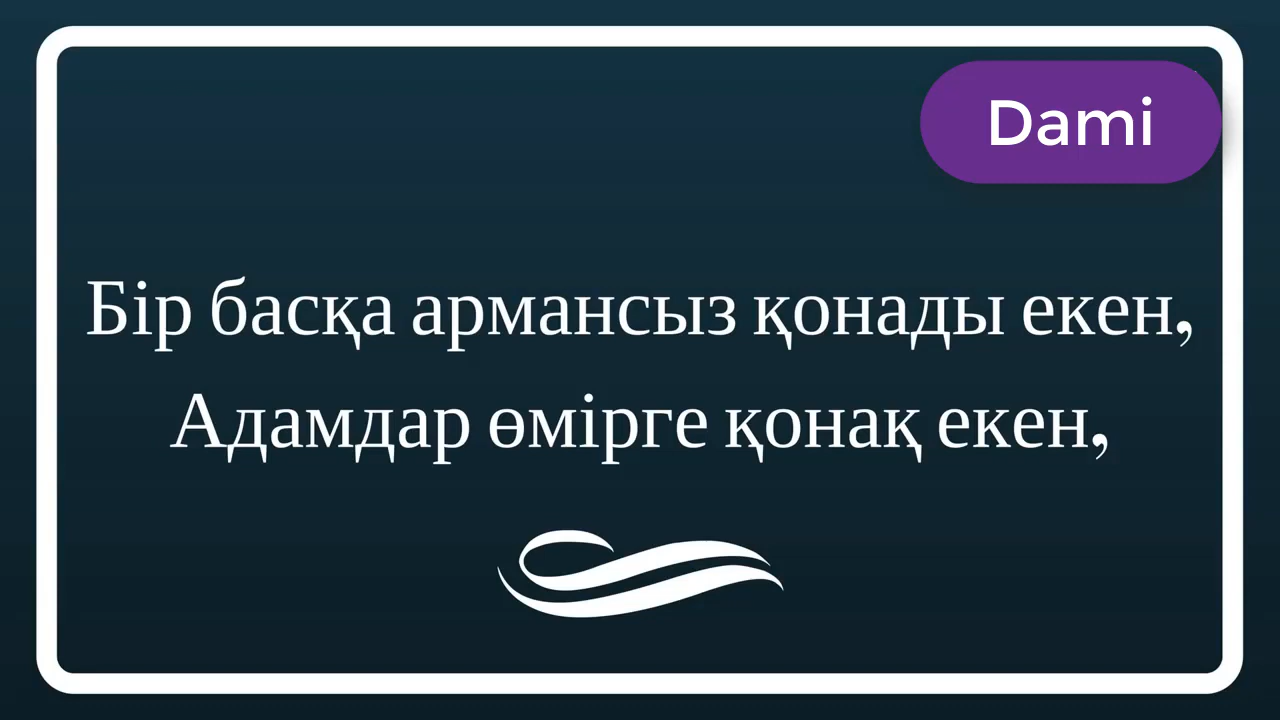 Dami
Бір басқа армансыз қонады екен,
Адамдар өмірге қонақ екен,